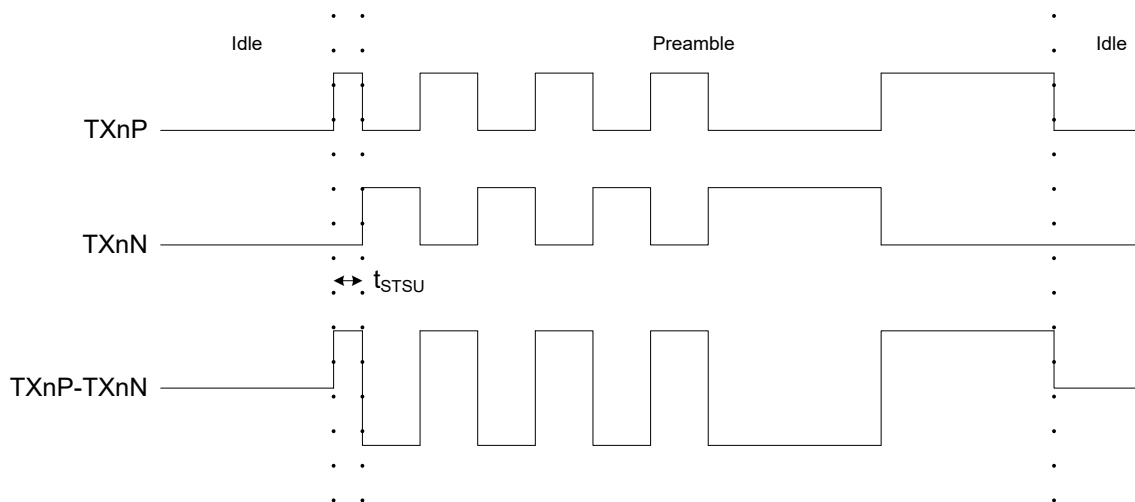 Idle
Preamble
Idle
TXnP
TXnN
tSTSU
TXnP-TXnN